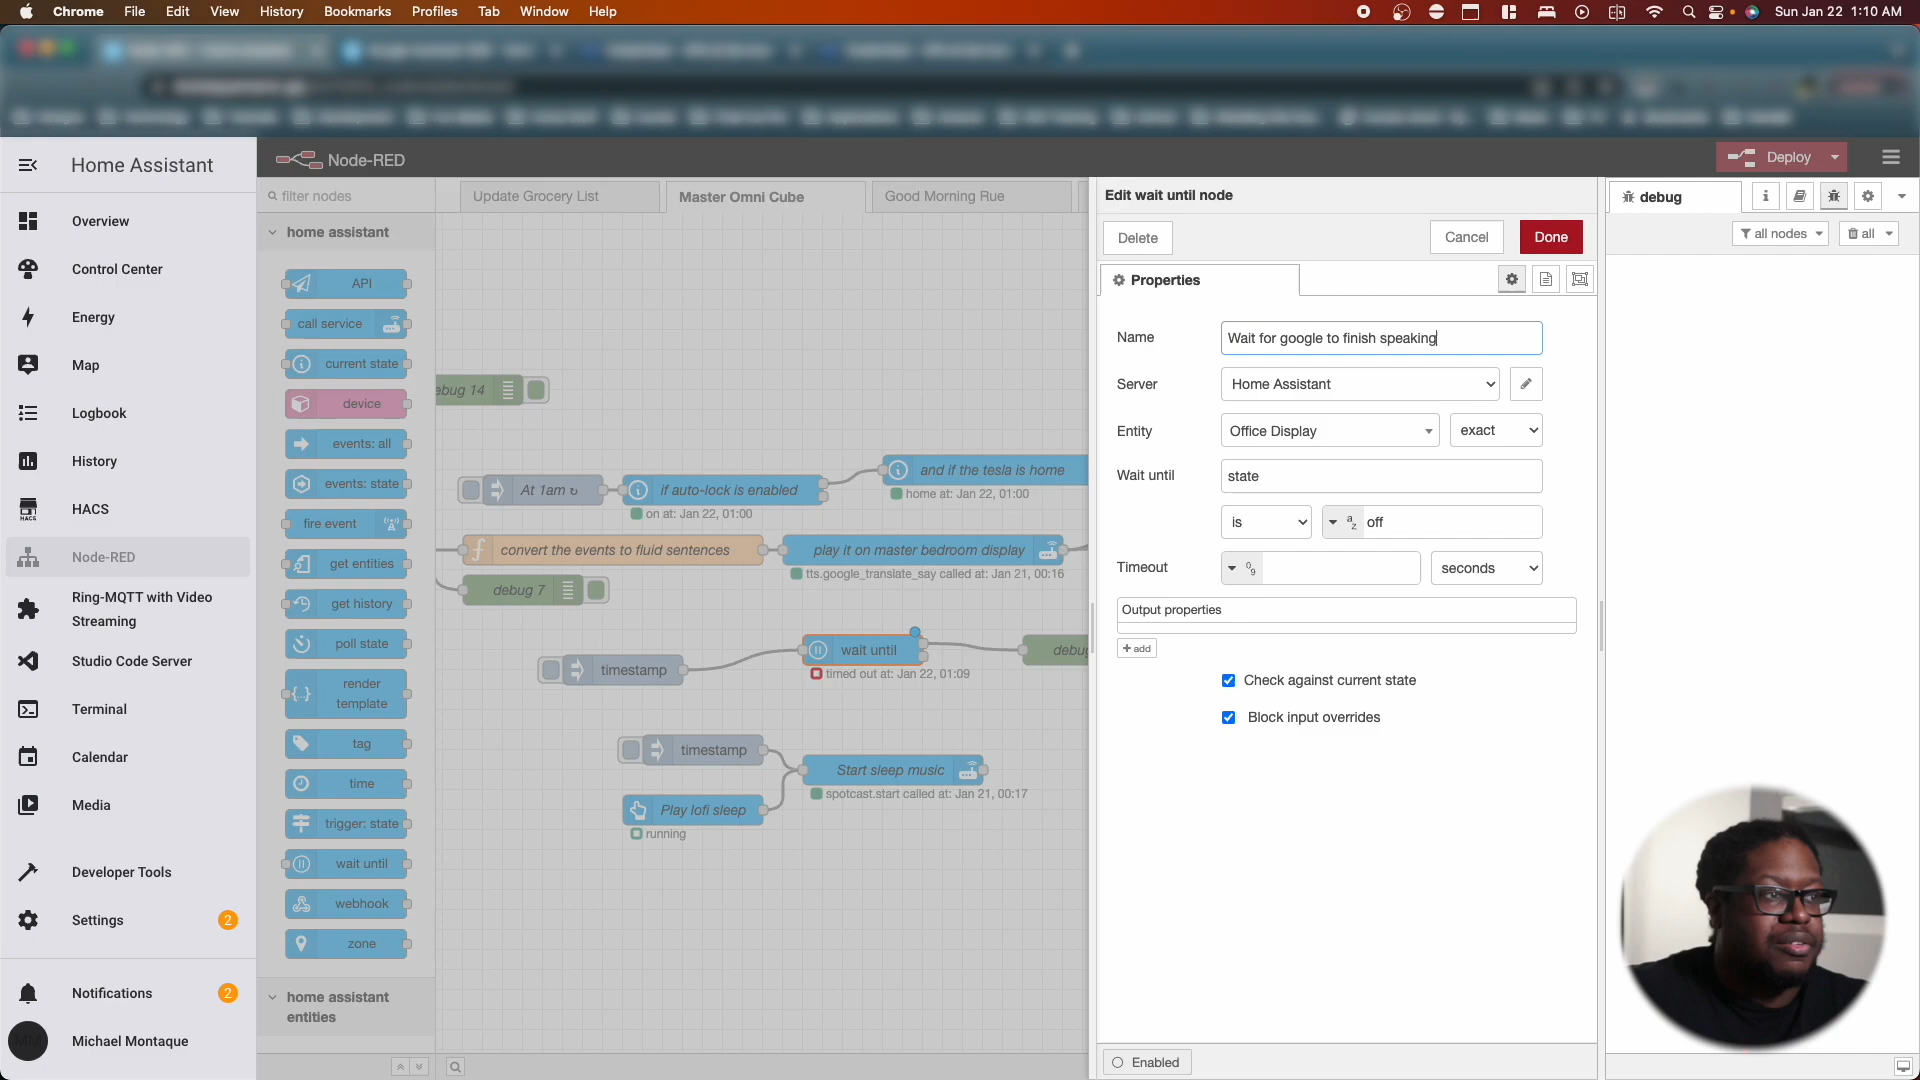 Chrome File Edit View History Bookmarks Profiles Tab Window Help Sun Jan 22 1:10 AM
Home Assistant
Node-RED
Deploy
Overview
Control Center
Energy
Map
Logbook
History
HACS
HACS
Node-RED
Ring-MQTT with Video
Streaming
Studio Code Server
Terminal
Calendar
Media
Developer Tools
Settings 2
Notifications 2
Michael Montaque
filter nodes
home assistant
API
call service
current state
device
events: all
events: state
fire event
get entities
get history
poll state
render
template
tag
time
trigger: state
wait until
webhook
zone
home assistant
entities
Update Grocery List
Master Omni Cube
Good Morning Rue
ebug 14
At 1am ↻
if auto-lock is enabled
on at: Jan 22, 01:00
and if the tesla is home
home at: Jan 22, 01:00
convert the events to fluid sentences
play it on master bedroom display
tts.google_translate_say called at: Jan 21, 00:16
debug 7
timestamp
wait until
timed out at: Jan 22, 01:09
debug
timestamp
Start sleep music
spotcast.start called at: Jan 21, 00:17
Play lofi sleep
running
Edit wait until node
Delete
Cancel
Done
Properties
Name Wait for google to finish speaking
Server Home Assistant
Entity Office Display exact
Wait until state
is off
Timeout seconds
Output properties
+ add
Check against current state
Block input overrides
Enabled
debug
all nodes
all